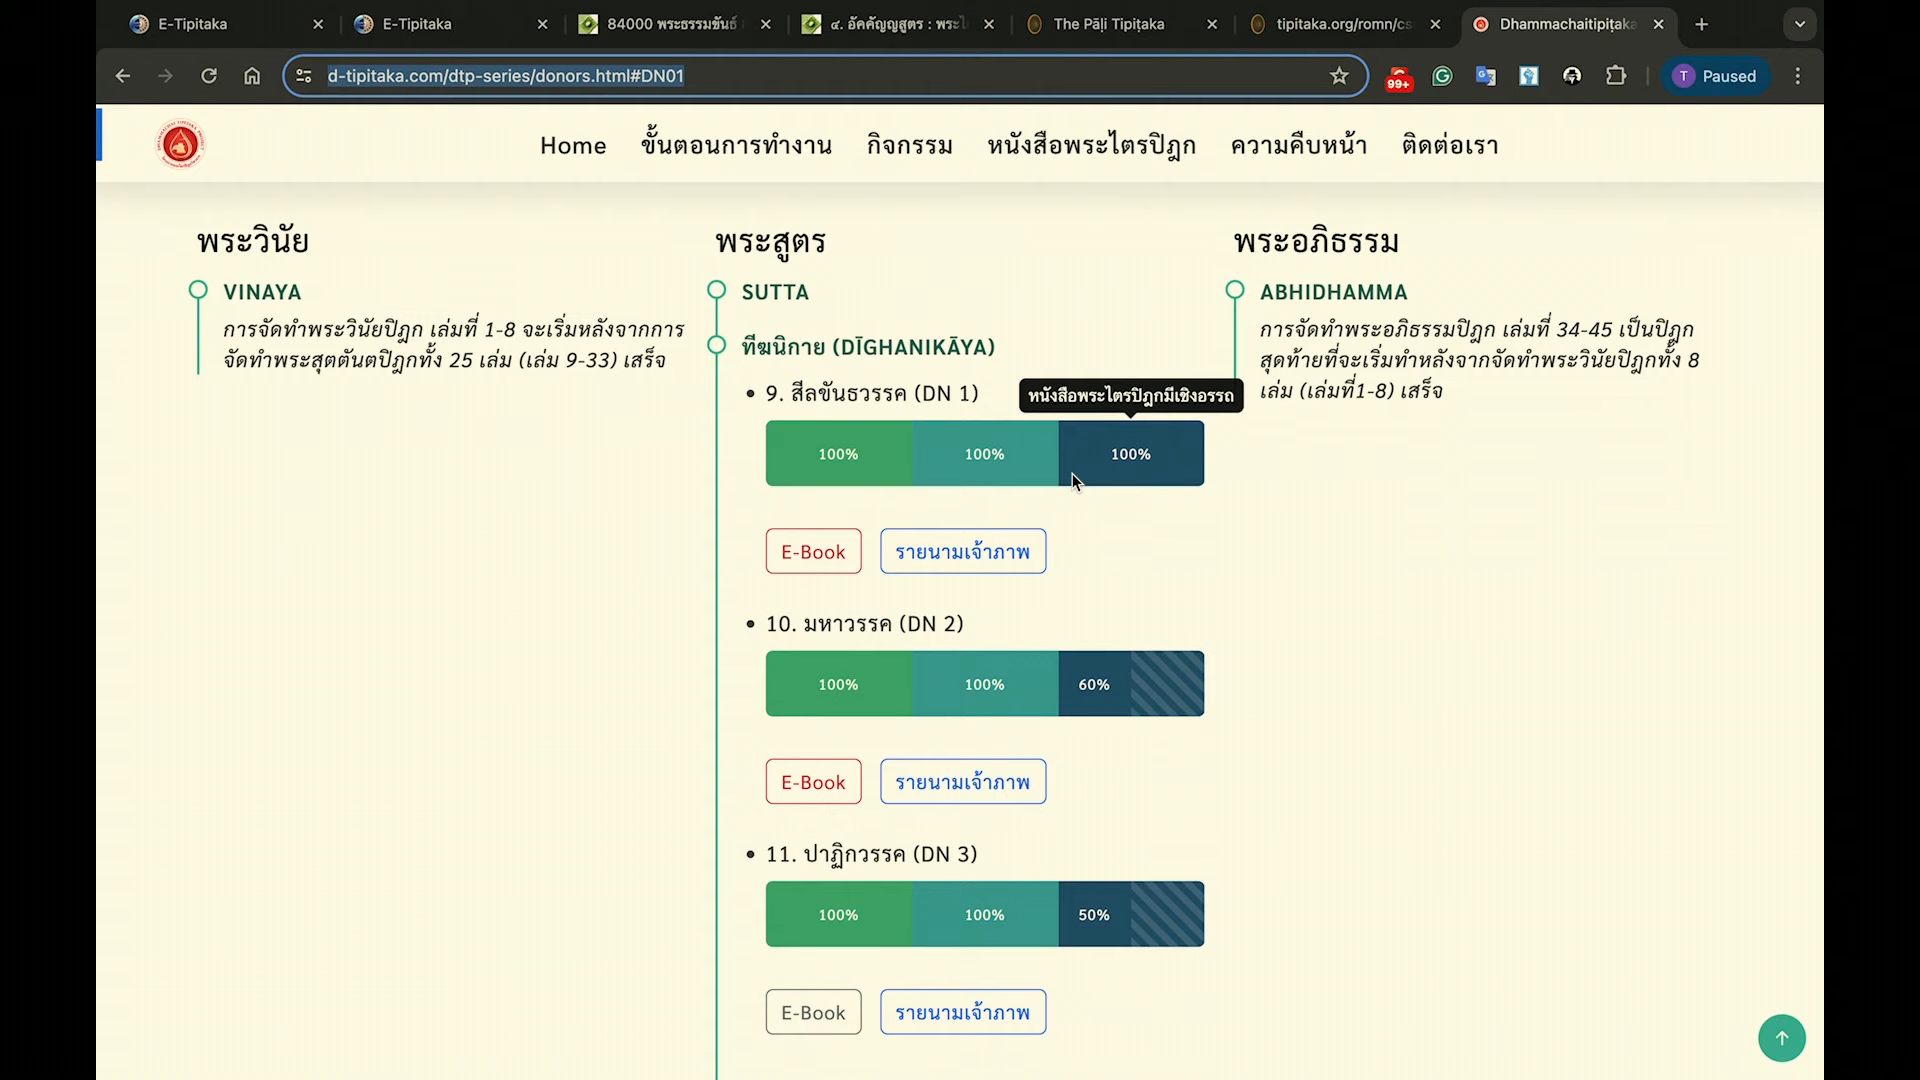 E-Tipitaka
E-Tipitaka
84000 พระธรรมขันธ์
๔. อัคคัญญสูตร : พระไ
The Pāḷi Tipiṭaka
tipitaka.org/romn/cs
Dhammachaitipiṭaka
d-tipitaka.com/dtp-series/donors.html#DN01
99+
T Paused
Home ขั้นตอนการทำงาน กิจกรรม หนังสือพระไตรปิฎก ความคืบหน้า ติดต่อเรา
พระวินัย
VINAYA
การจัดทำพระวินัยปิฎก เล่มที่ 1-8 จะเริ่มหลังจากการ
จัดทำพระสุตตันตปิฎกทั้ง 25 เล่ม (เล่ม 9-33) เสร็จ
พระสูตร
SUTTA
ทีฆนิกาย (DĪGHANIKĀYA)
9. สีลขันธวรรค (DN 1)
หนังสือพระไตรปิฎกมีเชิงอรรถ
100% 100% 100%
E-Book รายนามเจ้าภาพ
10. มหาวรรค (DN 2)
100% 100% 60%
E-Book รายนามเจ้าภาพ
11. ปาฏิกวรรค (DN 3)
100% 100% 50%
E-Book รายนามเจ้าภาพ
พระอภิธรรม
ABHIDHAMMA
การจัดทำพระอภิธรรมปิฎก เล่มที่ 34-45 เป็นปิฎก
สุดท้ายที่จะเริ่มทำหลังจากจัดทำพระวินัยปิฎกทั้ง 8
เล่ม (เล่มที่1-8) เสร็จ